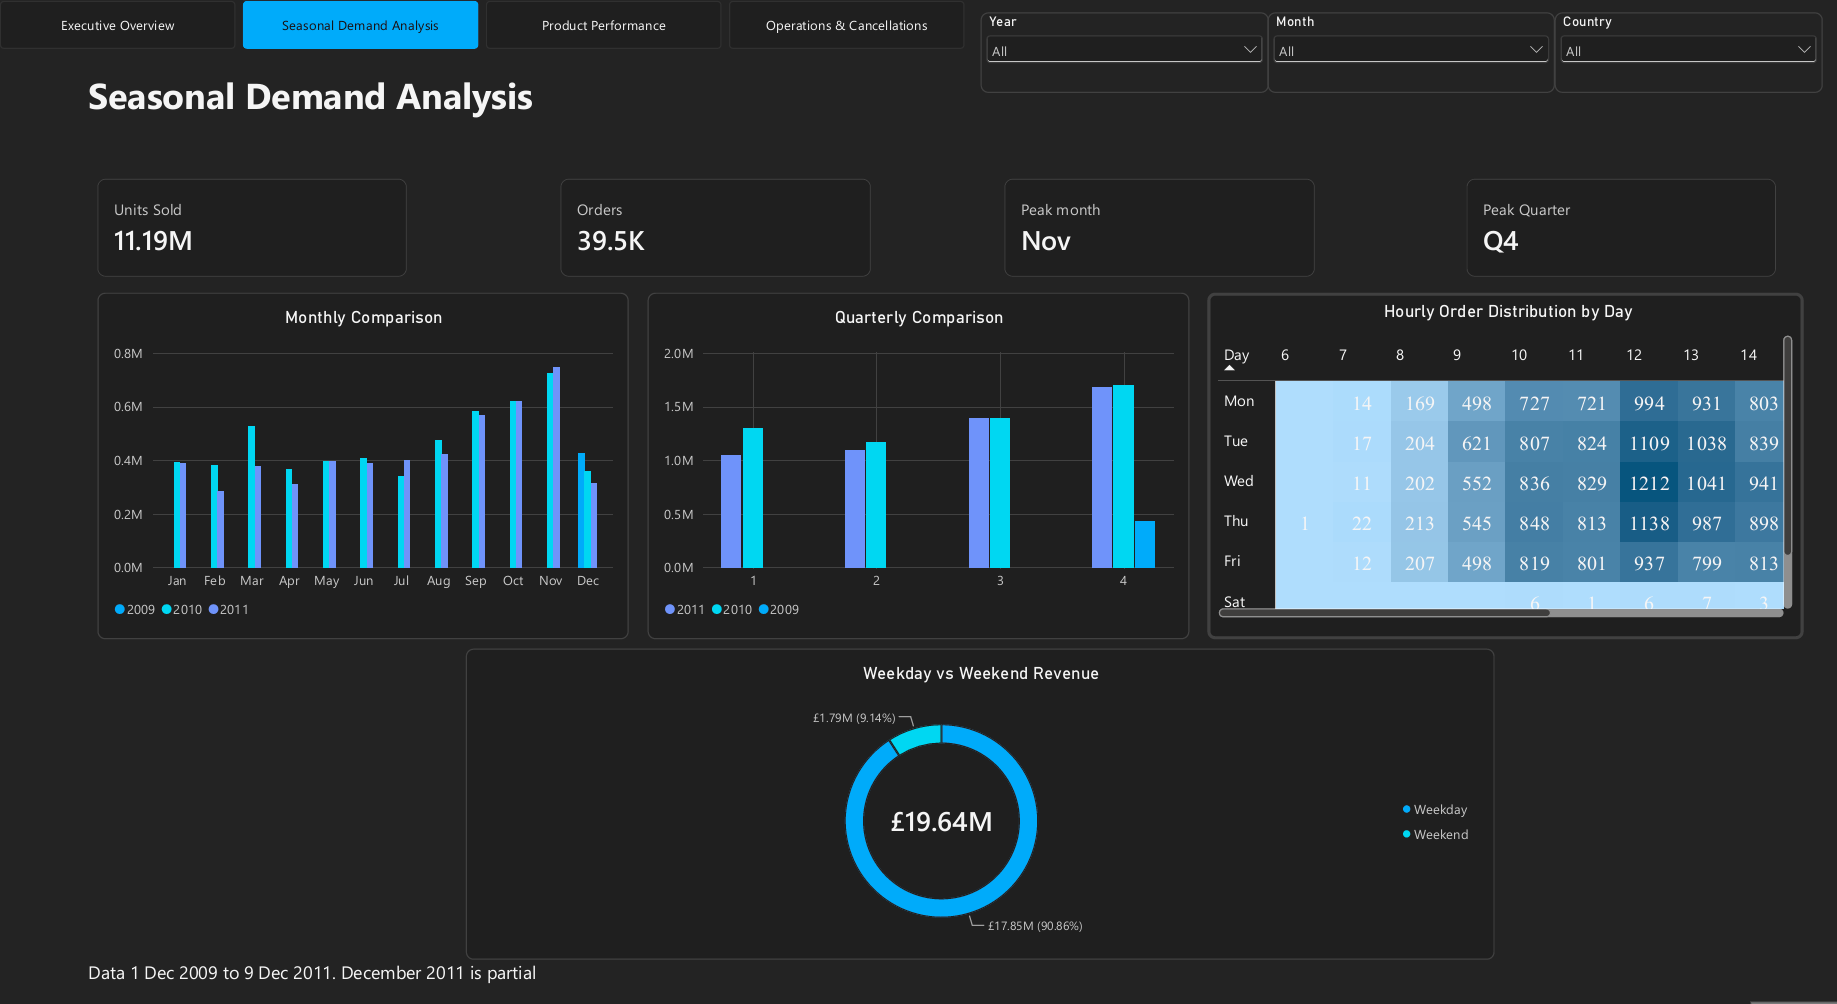 Executive Overview
Seasonal Demand Analysis
Product Performance
Operations & Cancellations
Year
All
Month
All
Country
All
Seasonal Demand Analysis
Units Sold
11.19M
Orders
39.5K
Peak month
Nov
Peak Quarter
Q4
Monthly Comparison
0.8M
0.6M
0.4M
0.2M
0.0M
Jan Feb Mar Apr May Jun Jul Aug Sep Oct Nov Dec
2009 2010 2011
Quarterly Comparison
2.0M
1.5M
1.0M
0.5M
0.0M
1 2 3 4
2011 2010 2009
Hourly Order Distribution by Day
Day 6 7 8 9 10 11 12 13 14
Mon 14 169 498 727 721 994 931 803
Tue 17 204 621 807 824 1109 1038 839
Wed 11 202 552 836 829 1212 1041 941
Thu 1 22 213 545 848 813 1138 987 898
Fri 12 207 498 819 801 937 799 813
Sat 6 1 6 7 3
Weekday vs Weekend Revenue
£1.79M (9.14%)
£19.64M
£17.85M (90.86%)
Weekday
Weekend
Data 1 Dec 2009 to 9 Dec 2011. December 2011 is partial